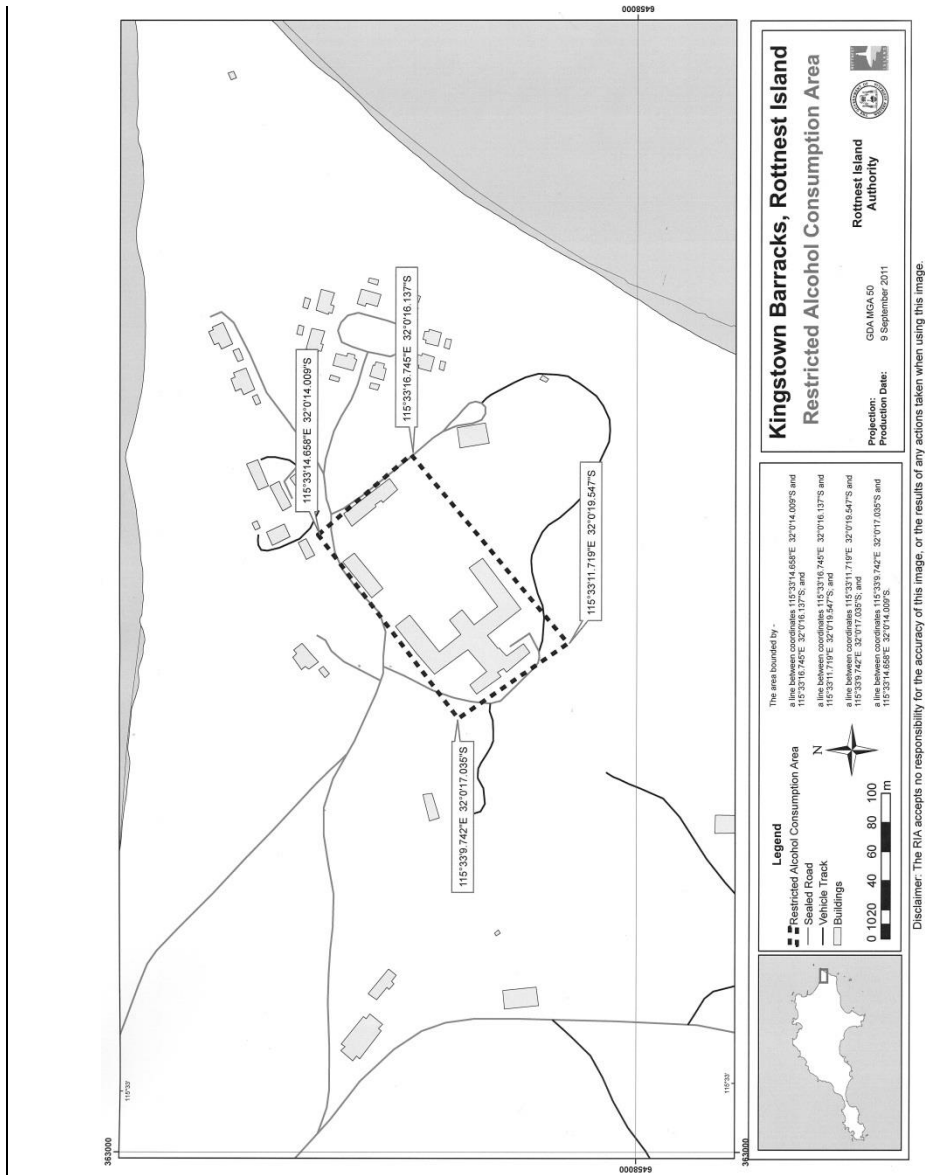 6458000
363000
115°33'
115°33'14.658"E 32°0'14.009"S
115°33'16.745"E 32°0'16.137"S
115°33'11.719"E 32°0'19.547"S
115°33'9.742"E 32°0'17.035"S
115°33'
363000
6458000
Legend
Restricted Alcohol Consumption Area
Sealed Road
Vehicle Track
Buildings
N
0 1020 40 60 80 100
m
The area bounded by -
a line between coordinates 115°33'14.658"E 32°0'14.009"S and
115°33'16.745"E 32°0'16.137"S; and
a line between coordinates 115°33'16.745"E 32°0'16.137"S and
115°33'11.719"E 32°0'19.547"S; and
a line between coordinates 115°33'11.719"E 32°0'19.547"S and
115°33'9.742"E 32°0'17.035"S; and
a line between coordinates 115°33'9.742"E 32°0'17.035"S and
115°33'14.658"E 32°0'14.009"S.
Kingstown Barracks, Rottnest Island
Restricted Alcohol Consumption Area
Projection: GDA MGA 50
Production Date: 9 September 2011
Rottnest Island
Authority
Disclaimer: The RIA accepts no responsibility for the accuracy of this image, or the results of any actions taken when using this image.